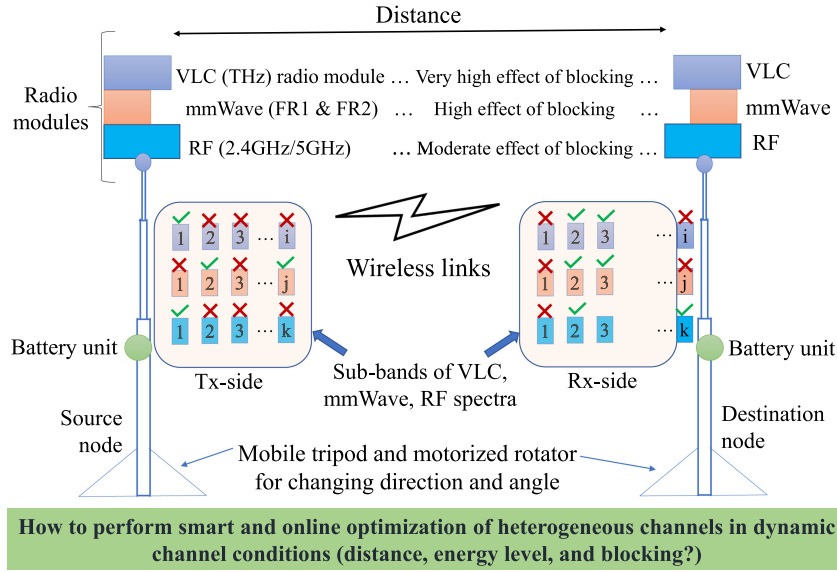 Distance
Radio
modules
VLC (THz) radio module … Very high effect of blocking …
VLC
mmWave (FR1 & FR2) … High effect of blocking …
mmWave
RF (2.4GHz/5GHz) … Moderate effect of blocking …
RF
1 2 3 … i
1 2 3 … j
1 2 3 … k
Wireless links
1 2 3 … i
1 2 3 … j
1 2 3 … k
Battery unit
Battery unit
Tx-side
Rx-side
Sub-bands of VLC,
mmWave, RF spectra
Source
node
Destination
node
Mobile tripod and motorized rotator
for changing direction and angle
How to perform smart and online optimization of heterogeneous channels in dynamic
channel conditions (distance, energy level, and blocking?)